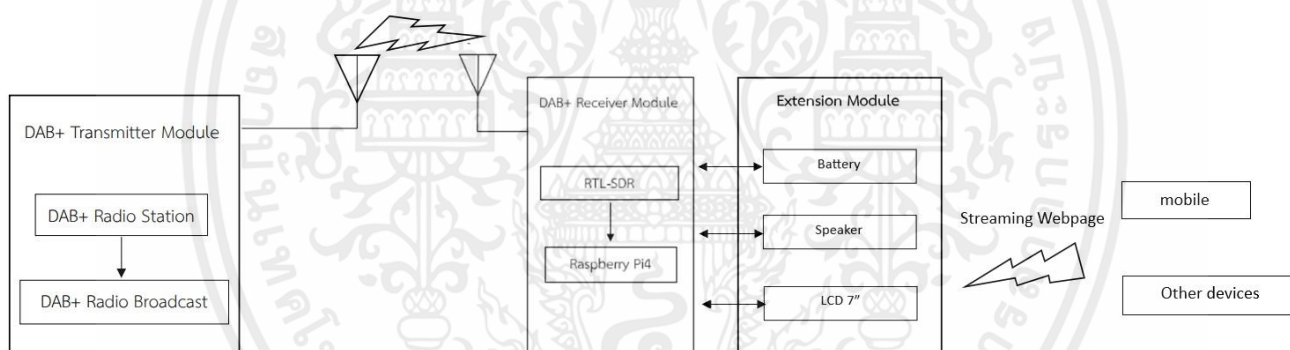 DAB+ Transmitter Module
DAB+ Radio Station
DAB+ Radio Broadcast
DAB+ Receiver Module
RTL-SDR
Raspberry Pi4
Extension Module
Battery
Speaker
LCD 7”
Streaming Webpage
mobile
Other devices